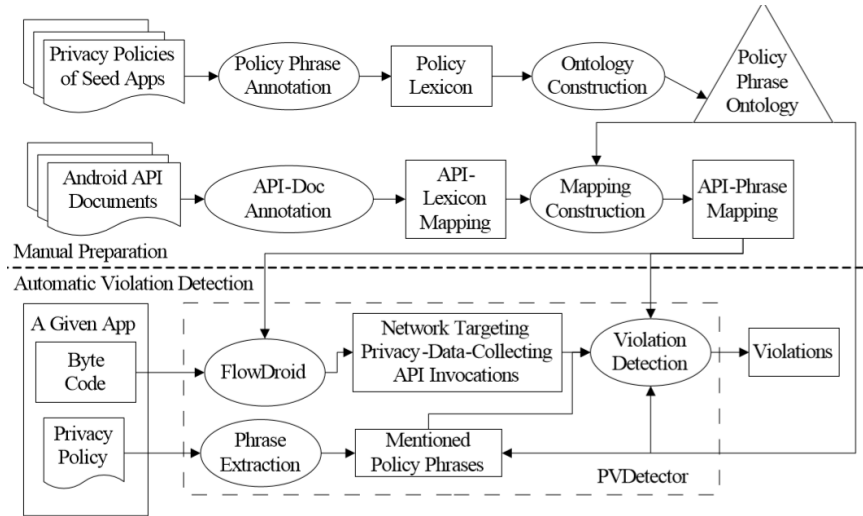 Privacy Policies
of Seed Apps
Policy Phrase
Annotation
Policy
Lexicon
Ontology
Construction
Policy
Phrase
Ontology
Android API
Documents
API-Doc
Annotation
API-
Lexicon
Mapping
Mapping
Construction
API-Phrase
Mapping
Manual Preparation
Automatic Violation Detection
A Given App
Byte
Code
FlowDroid
Network Targeting
Privacy-Data-Collecting
API Invocations
Violation
Detection
Violations
Privacy
Policy
Phrase
Extraction
Mentioned
Policy Phrases
PVDetector